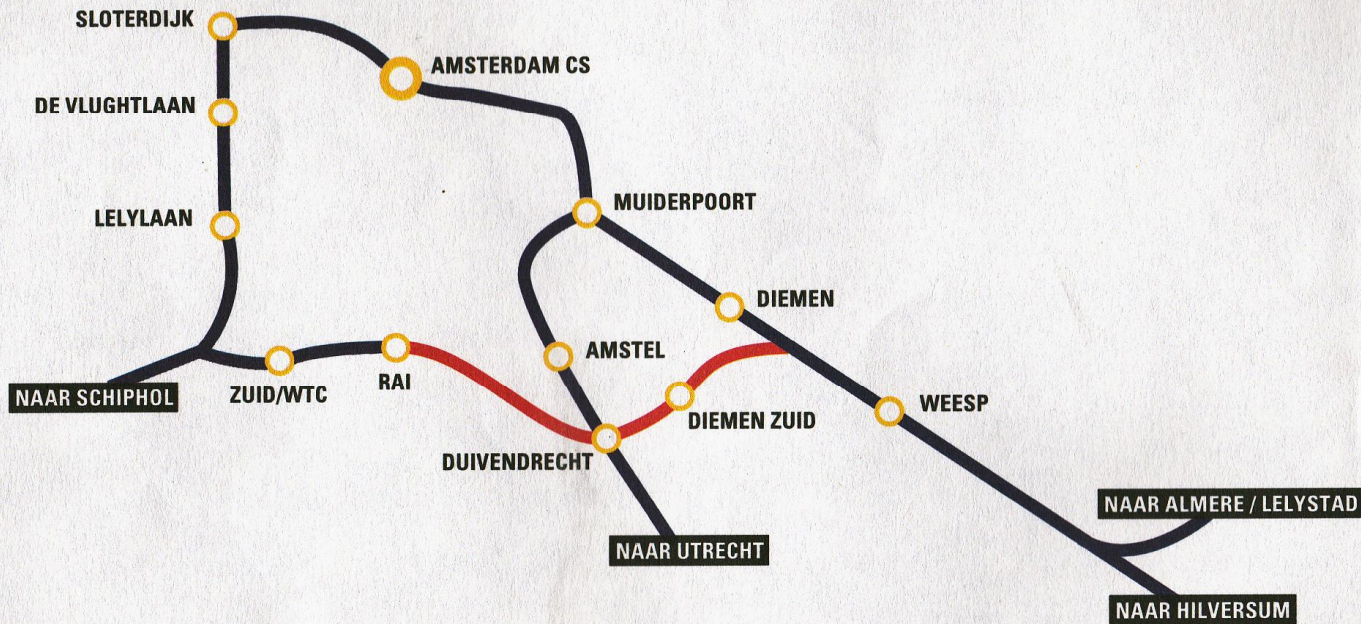 SLOTERDIJK
AMSTERDAM CS
DE VLUGHTLAAN
MUIDERPOORT
LELYLAAN
DIEMEN
AMSTEL
RAI
NAAR SCHIPHOL
ZUID/WTC
WEESP
DIEMEN ZUID
DUIVENDRECHT
NAAR ALMERE / LELYSTAD
NAAR UTRECHT
NAAR HILVERSUM